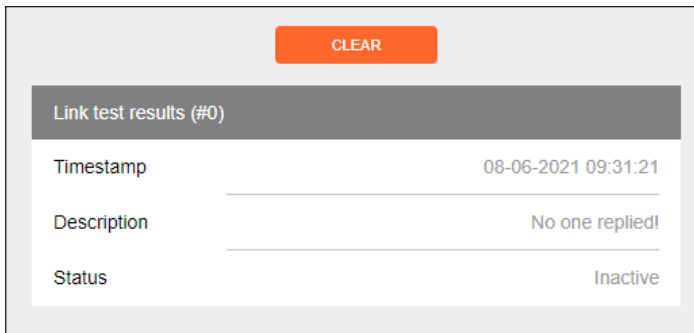 CLEAR
Link test results (#0)
Timestamp 08-06-2021 09:31:21
Description No one replied!
Status Inactive